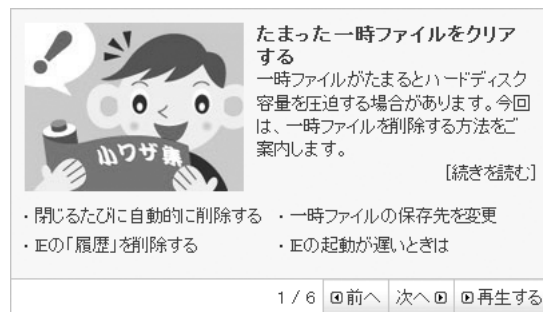 小ワザ集
たまった一時ファイルをクリア
する
一時ファイルがたまるとハードディスク
容量を圧迫する場合があります。今回
は、一時ファイルを削除する方法をご
案内します。
[続きを読む]
・閉じるたびに自動的に削除する ・一時ファイルの保存先を変更
・IEの「履歴」を削除する ・IEの起動が遅いときは
1 / 6 前へ 次へ 再生する